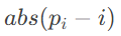 abs(p_i − i)